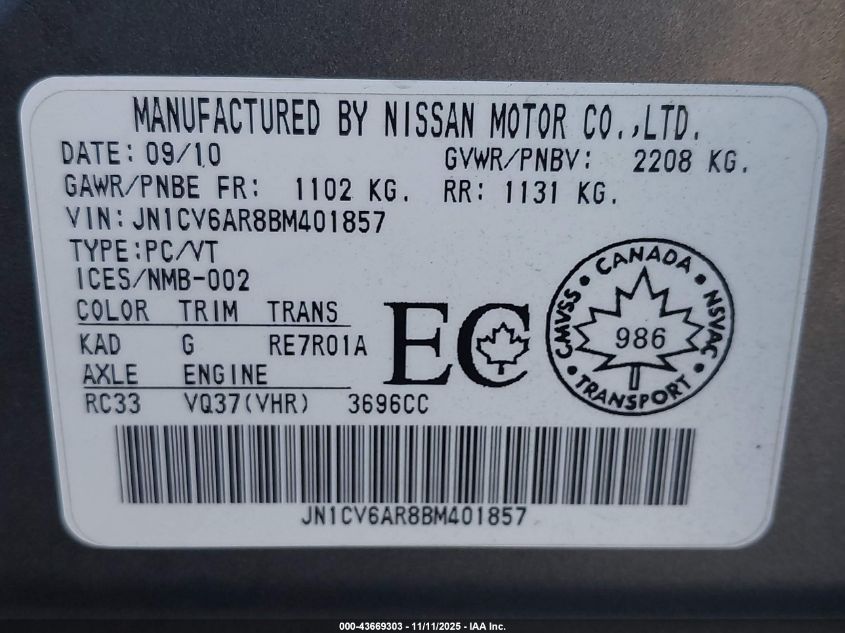 MANUFACTURED BY NISSAN MOTOR CO.,LTD.
DATE: 09/10 GVWR/PNBV: 2208 KG.
GAWR/PNBE FR: 1102 KG. RR: 1131 KG.
VIN: JN1CV6AR8BM401857
TYPE:PC/VT
ICES/NMB-002
COLOR TRIM TRANS
KAD G RE7R01A
AXLE ENGINE
RC33 VQ37(VHR) 3696CC
EC
CANADA
CMVSS
NSVAC
986
TRANSPORT
JN1CV6AR8BM401857
000-43669303 - 11/11/2025 - IAA Inc.